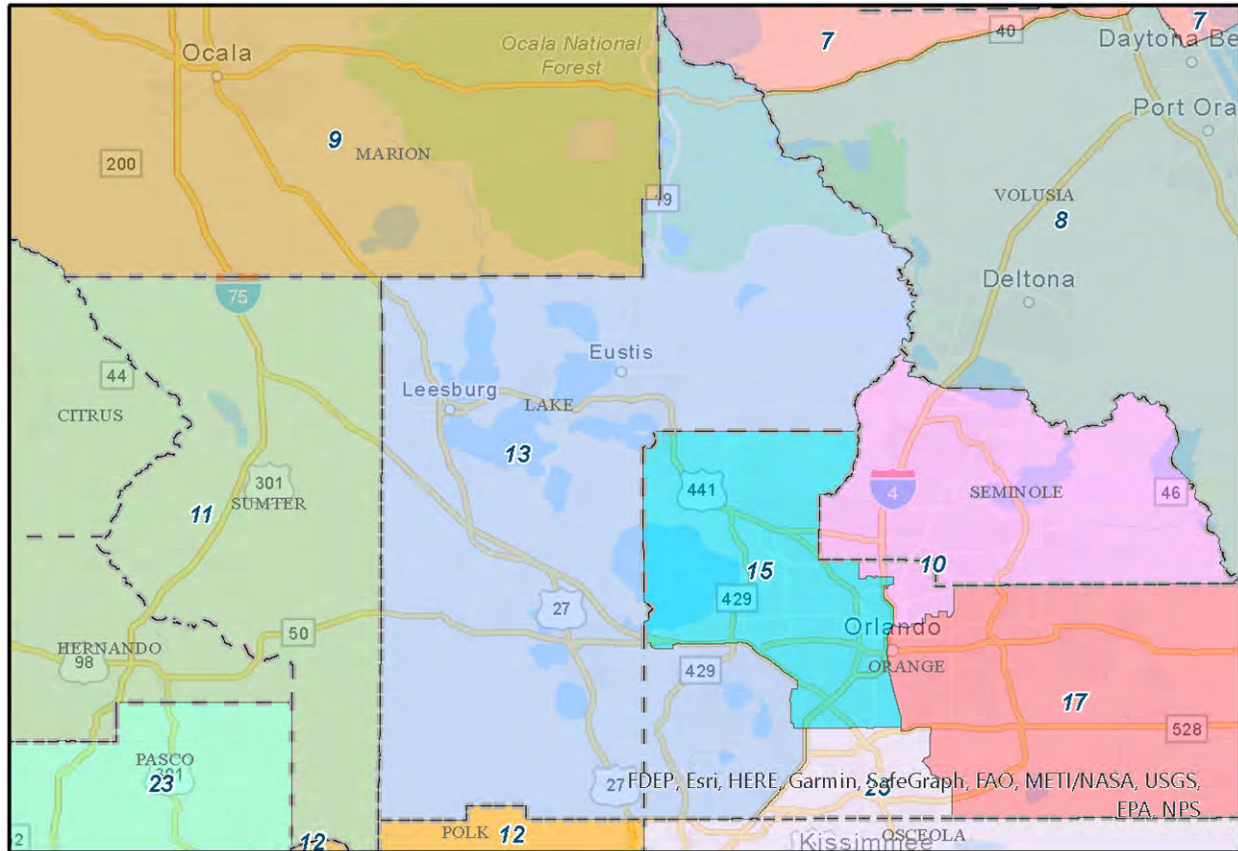 7
7
40
Ocala
Ocala National
Forest
Daytona Be
Port Ora
9
MARION
200
19
VOLUSIA
8
Deltona
75
Eustis
44
Leesburg
LAKE
CITRUS
13
441
301
SUMTER
4
SEMINOLE
46
11
15
10
429
27
Orlando
50
HERNANDO
98
ORANGE
429
17
528
PASCO
23
27
FDEP, Esri, HERE, Garmin, SafeGraph, FAO, METI/NASA, USGS,
EPA, NPS
25
2
12
POLK
12
Kissimmee
OSCEOLA